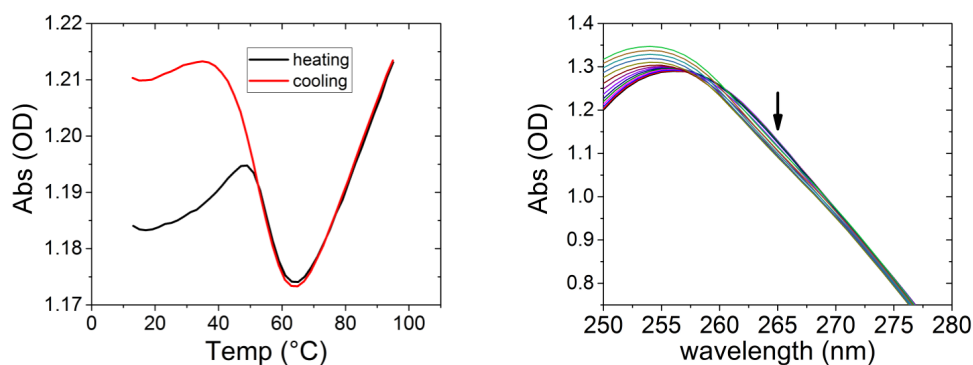 1.22
1.21
1.20
1.19
1.18
1.17
Abs (OD)
heating
cooling
0 20 40 60 80 100
Temp (°C)
1.4
1.3
1.2
1.1
1.0
0.9
0.8
Abs (OD)
250 255 260 265 270 275 280
wavelength (nm)